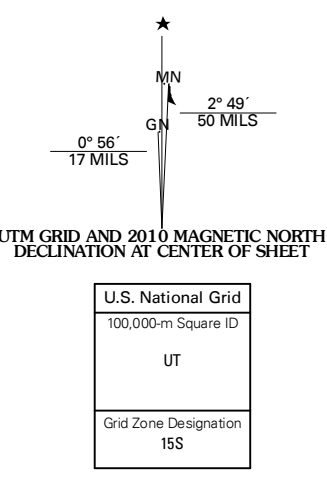 MN
2° 49´
50 MILS
GN
0° 56´
17 MILS
UTM GRID AND 2010 MAGNETIC NORTH
DECLINATION AT CENTER OF SHEET
U.S. National Grid
100,000-m Square ID
UT
Grid Zone Designation
15S